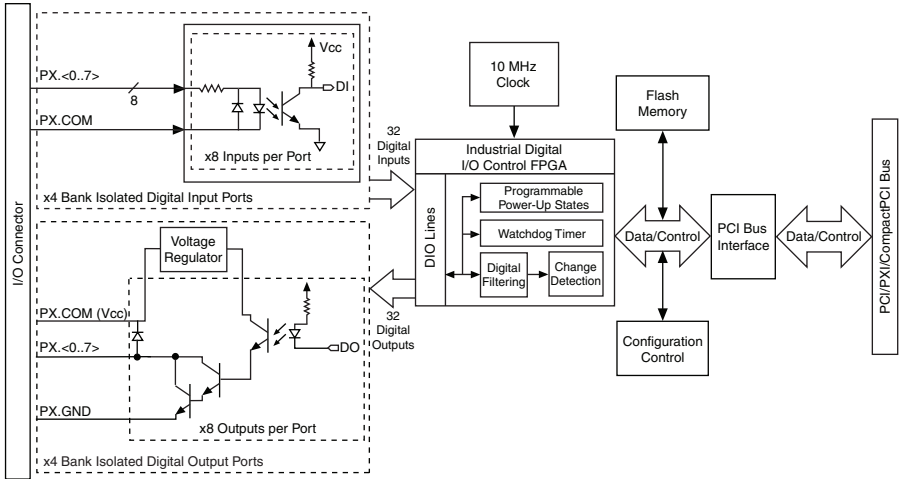 I/O Connector
PX.<0..7>
8
PX.COM
Vcc
DI
x8 Inputs per Port
x4 Bank Isolated Digital Input Ports
32
Digital
Inputs
Voltage
Regulator
PX.COM (Vcc)
PX.<0..7>
PX.GND
DO
x8 Outputs per Port
x4 Bank Isolated Digital Output Ports
32
Digital
Outputs
10 MHz
Clock
Industrial Digital
I/O Control FPGA
DIO Lines
Programmable
Power-Up States
Watchdog Timer
Digital
Filtering
Change
Detection
Flash
Memory
Data/Control
Configuration
Control
PCI Bus
Interface
Data/Control
PCI/PXI/CompactPCI Bus